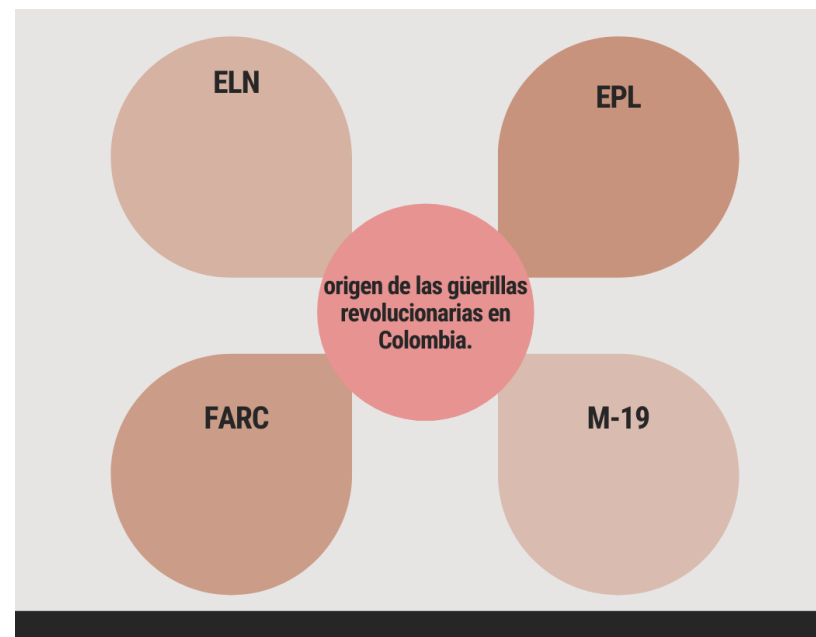 ELN
EPL
origen de las güerillas
revolucionarias en
Colombia.
FARC
M-19